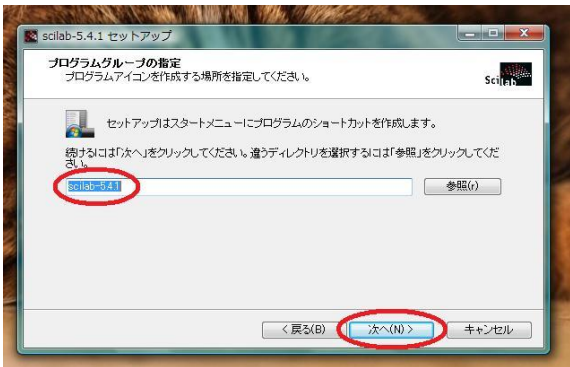 scilab-5.4.1 セットアップ
プログラムグループの指定
プログラムアイコンを作成する場所を指定してください。
Scilab
セットアップはスタートメニューにプログラムのショートカットを作成します。
続けるには「次へ」をクリックしてください。違うディレクトリを選択するには「参照」をクリックしてくだ
さい。
scilab-5.4.1
参照(r)
< 戻る(B)
次へ(N) >
キャンセル